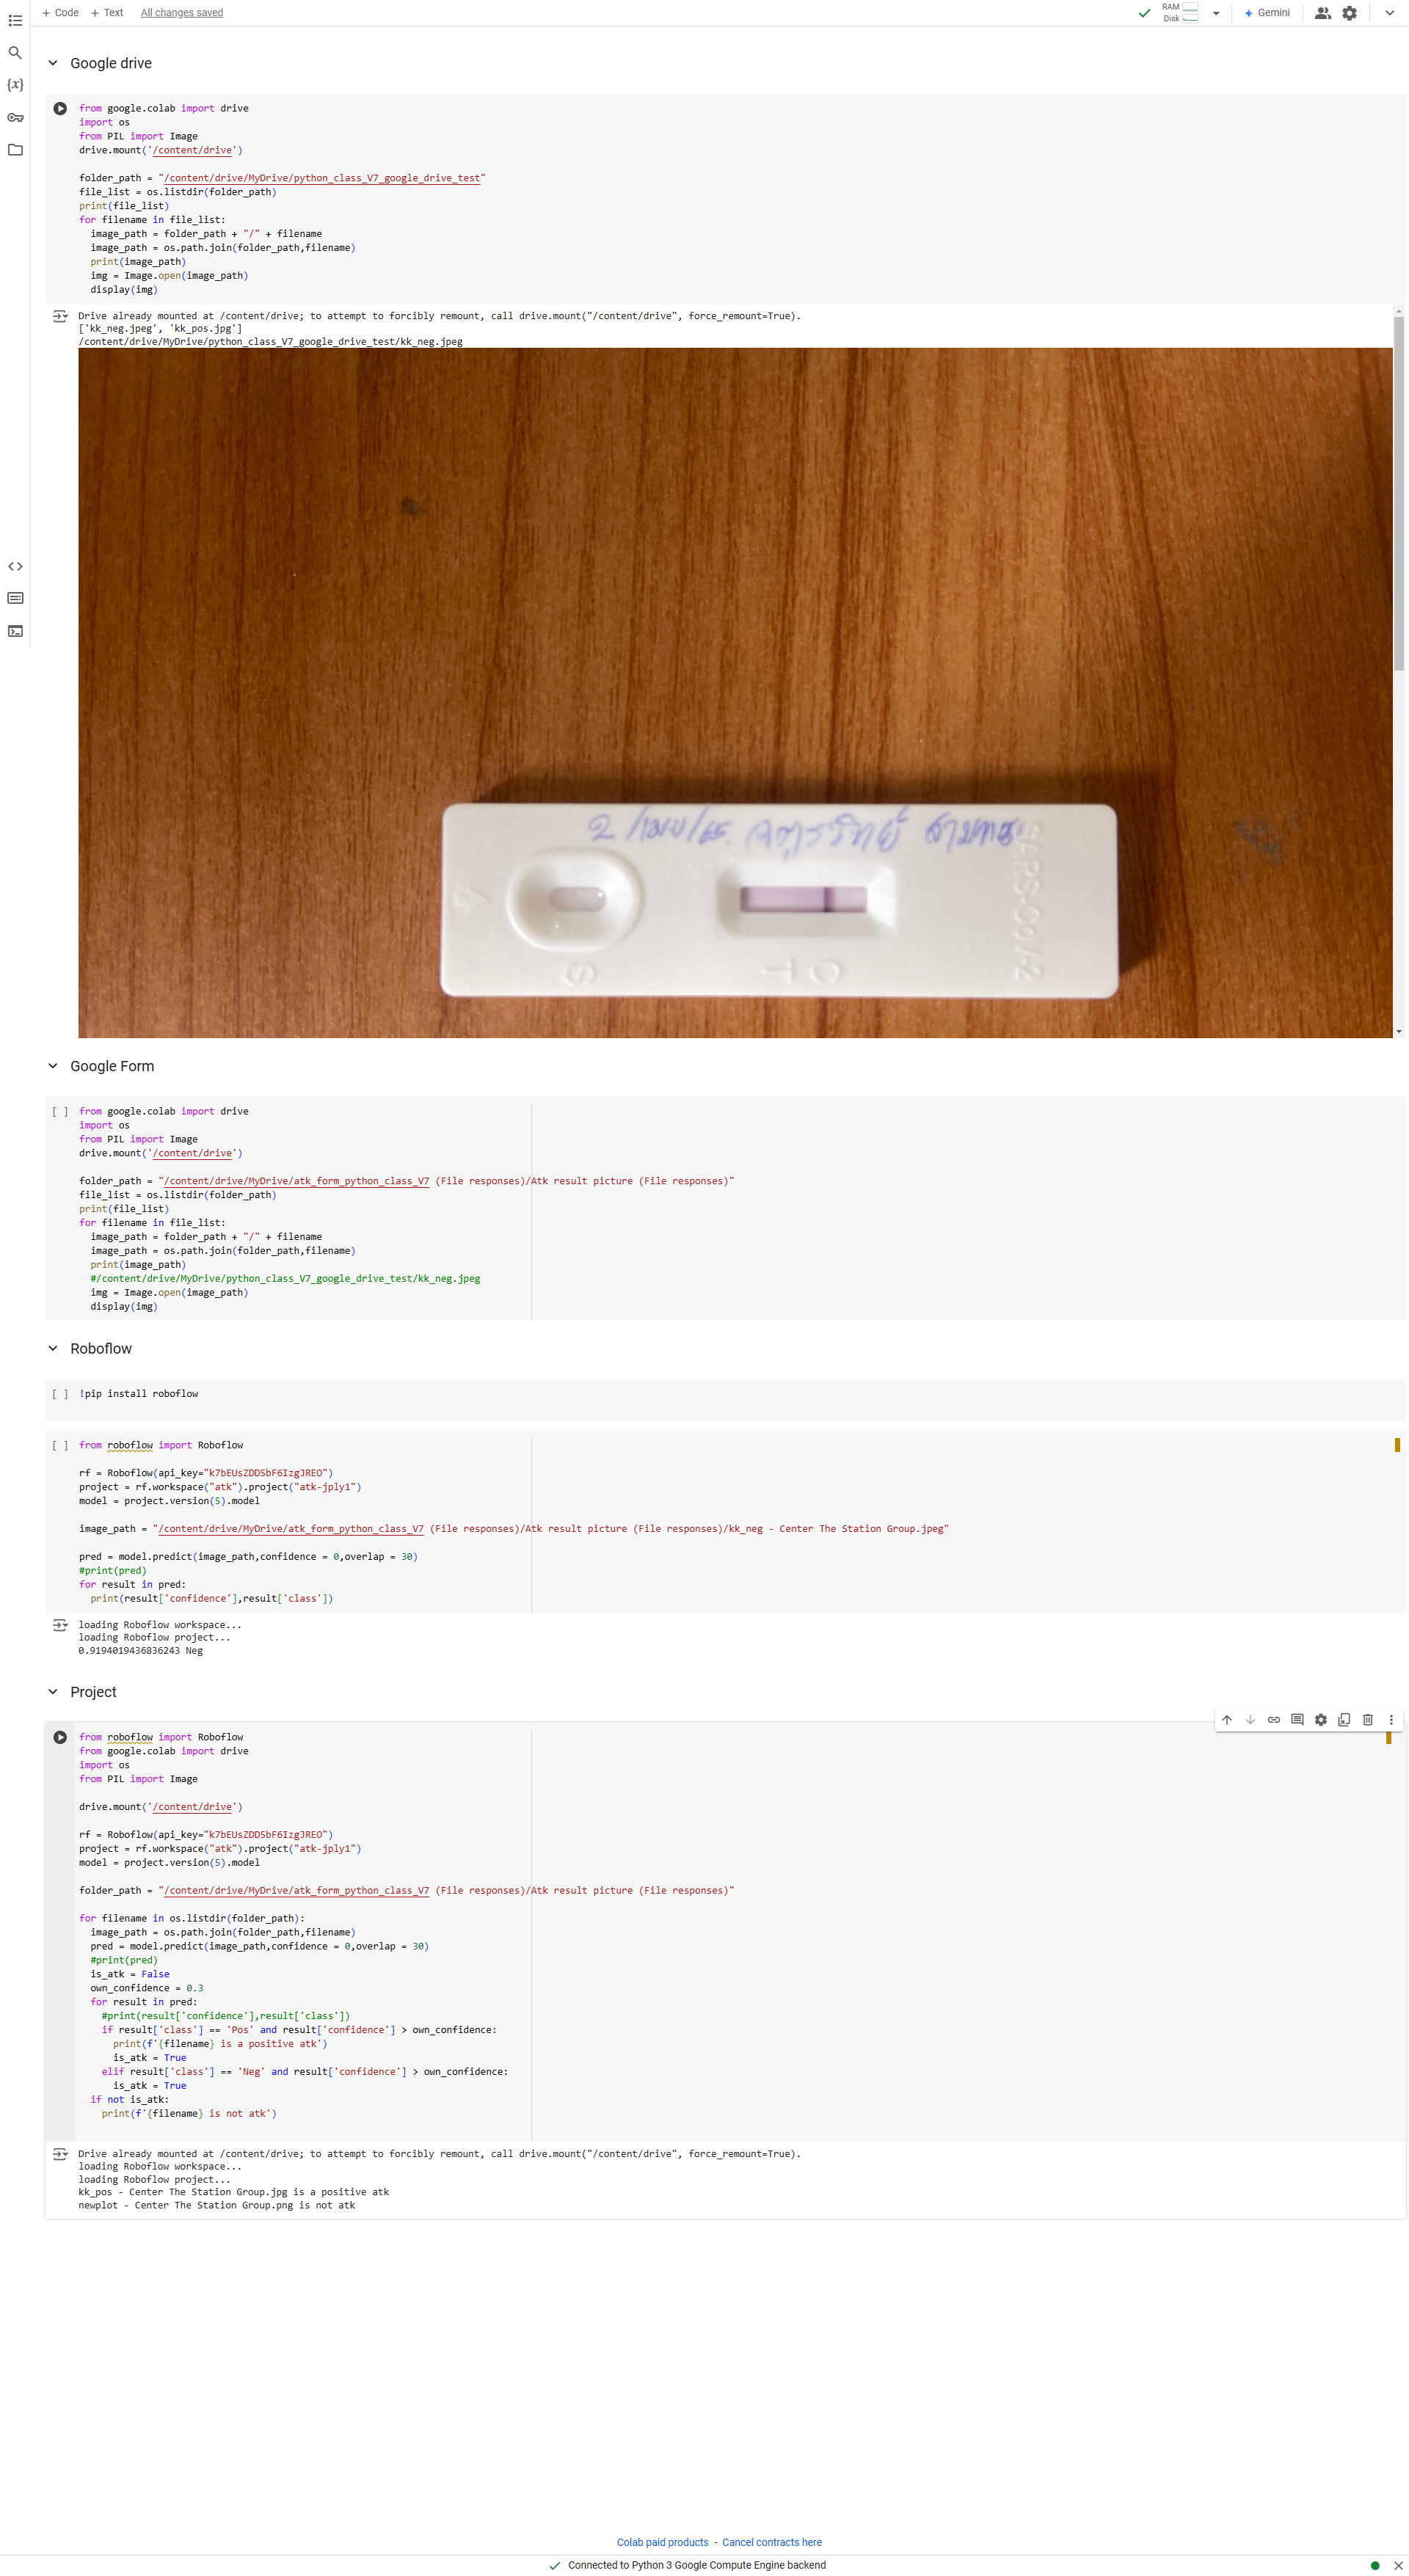 + Code + Text All changes saved
RAM
Disk
Gemini
Google drive
from google.colab import drive
import os
from PIL import Image
drive.mount('/content/drive')
folder_path = "/content/drive/MyDrive/python_class_V7_google_drive_test"
file_list = os.listdir(folder_path)
print(file_list)
for filename in file_list:
image_path = folder_path + "/" + filename
image_path = os.path.join(folder_path,filename)
print(image_path)
img = Image.open(image_path)
display(img)
Drive already mounted at /content/drive; to attempt to forcibly remount, call drive.mount("/content/drive", force_remount=True).
['kk_neg.jpeg', 'kk_pos.jpg']
/content/drive/MyDrive/python_class_V7_google_drive_test/kk_neg.jpeg
S
T C
Google Form
[ ] from google.colab import drive
import os
from PIL import Image
drive.mount('/content/drive')
folder_path = "/content/drive/MyDrive/atk_form_python_class_V7 (File responses)/Atk result picture (File responses)"
file_list = os.listdir(folder_path)
print(file_list)
for filename in file_list:
image_path = folder_path + "/" + filename
image_path = os.path.join(folder_path,filename)
print(image_path)
#/content/drive/MyDrive/python_class_V7_google_drive_test/kk_neg.jpeg
img = Image.open(image_path)
display(img)
Roboflow
[ ] !pip install roboflow
[ ] from roboflow import Roboflow
rf = Roboflow(api_key="k7bEUsZDD5bF6IzgJREO")
project = rf.workspace("atk").project("atk-jply1")
model = project.version(5).model
image_path = "/content/drive/MyDrive/atk_form_python_class_V7 (File responses)/Atk result picture (File responses)/kk_neg - Center The Station Group.jpeg"
pred = model.predict(image_path,confidence = 0,overlap = 30)
#print(pred)
for result in pred:
print(result['confidence'],result['class'])
loading Roboflow workspace...
loading Roboflow project...
0.9194019436836243 Neg
Project
from roboflow import Roboflow
from google.colab import drive
import os
from PIL import Image
drive.mount('/content/drive')
rf = Roboflow(api_key="k7bEUsZDD5bF6IzgJREO")
project = rf.workspace("atk").project("atk-jply1")
model = project.version(5).model
folder_path = "/content/drive/MyDrive/atk_form_python_class_V7 (File responses)/Atk result picture (File responses)"
for filename in os.listdir(folder_path):
image_path = os.path.join(folder_path,filename)
pred = model.predict(image_path,confidence = 0,overlap = 30)
#print(pred)
is_atk = False
own_confidence = 0.3
for result in pred:
#print(result['confidence'],result['class'])
if result['class'] == 'Pos' and result['confidence'] > own_confidence:
print(f'{filename} is a positive atk')
is_atk = True
elif result['class'] == 'Neg' and result['confidence'] > own_confidence:
is_atk = True
if not is_atk:
print(f'{filename} is not atk')
Drive already mounted at /content/drive; to attempt to forcibly remount, call drive.mount("/content/drive", force_remount=True).
loading Roboflow workspace...
loading Roboflow project...
kk_pos - Center The Station Group.jpg is a positive atk
newplot - Center The Station Group.png is not atk
Colab paid products - Cancel contracts here
Connected to Python 3 Google Compute Engine backend